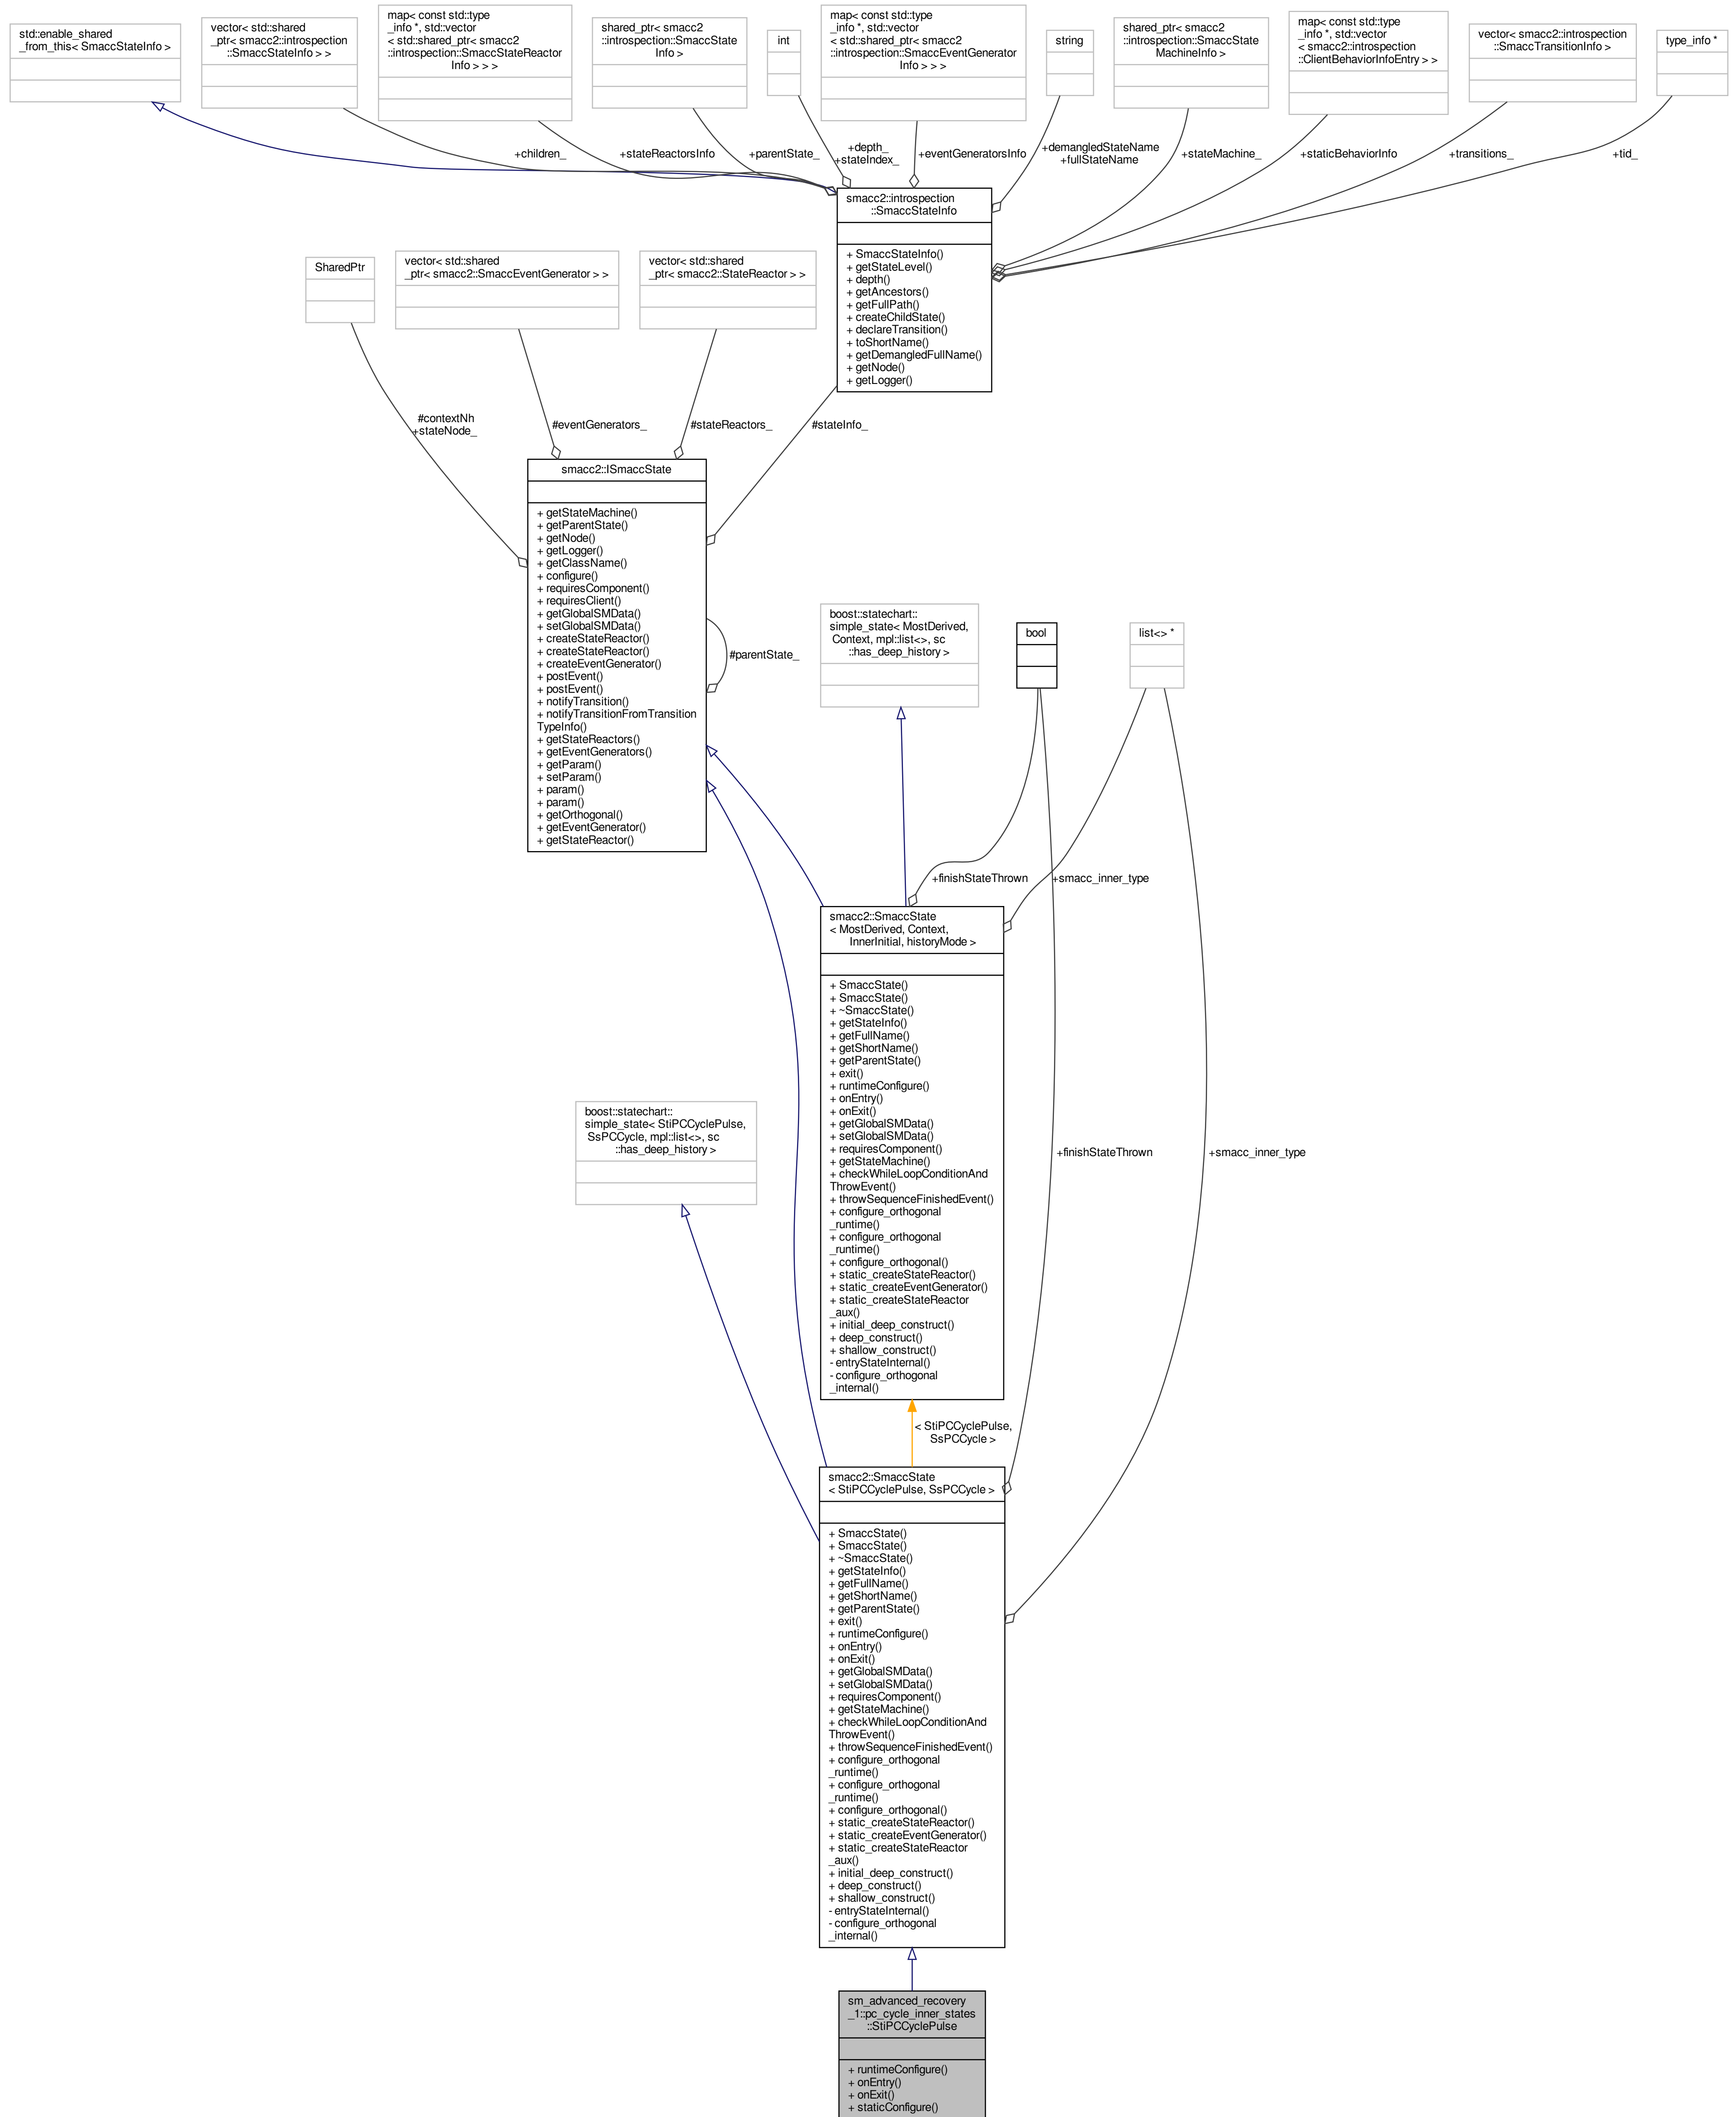 std::enable_shared
_from_this< SmaccStateInfo >
vector< std::shared
_ptr< smacc2::introspection
::SmaccStateInfo > >
map< const std::type
_info *, std::vector
< std::shared_ptr< smacc2
::introspection::SmaccStateReactor
Info > > >
shared_ptr< smacc2
::introspection::SmaccState
Info >
int
map< const std::type
_info *, std::vector
< std::shared_ptr< smacc2
::introspection::SmaccEventGenerator
Info > > >
string
shared_ptr< smacc2
::introspection::SmaccState
MachineInfo >
map< const std::type
_info *, std::vector
< smacc2::introspection
::ClientBehaviorInfoEntry > >
vector< smacc2::introspection
::SmaccTransitionInfo >
type_info *
+children_
+stateReactorsInfo
+parentState_
+depth_
+stateIndex_
+eventGeneratorsInfo
+demangledStateName
+fullStateName
+stateMachine_
+staticBehaviorInfo
+transitions_
+tid_
smacc2::introspection
::SmaccStateInfo
+ SmaccStateInfo()
+ getStateLevel()
+ depth()
+ getAncestors()
+ getFullPath()
+ createChildState()
+ declareTransition()
+ toShortName()
+ getDemangledFullName()
+ getNode()
+ getLogger()
SharedPtr
vector< std::shared
_ptr< smacc2::SmaccEventGenerator > >
vector< std::shared
_ptr< smacc2::StateReactor > >
#contextNh
+stateNode_
#eventGenerators_
#stateReactors_
#stateInfo_
smacc2::ISmaccState
+ getStateMachine()
+ getParentState()
+ getNode()
+ getLogger()
+ getClassName()
+ configure()
+ requiresComponent()
+ requiresClient()
+ getGlobalSMData()
+ setGlobalSMData()
+ createStateReactor()
+ createStateReactor()
+ createEventGenerator()
+ postEvent()
+ postEvent()
+ notifyTransition()
+ notifyTransitionFromTransition
TypeInfo()
+ getStateReactors()
+ getEventGenerators()
+ getParam()
+ setParam()
+ param()
+ param()
+ getOrthogonal()
+ getEventGenerator()
+ getStateReactor()
#parentState_
boost::statechart::
simple_state< MostDerived,
Context, mpl::list<>, sc
::has_deep_history >
bool
list<> *
+finishStateThrown
+smacc_inner_type
smacc2::SmaccState
< MostDerived, Context,
InnerInitial, historyMode >
+ SmaccState()
+ SmaccState()
+ ~SmaccState()
+ getStateInfo()
+ getFullName()
+ getShortName()
+ getParentState()
+ exit()
+ runtimeConfigure()
+ onEntry()
+ onExit()
+ getGlobalSMData()
+ setGlobalSMData()
+ requiresComponent()
+ getStateMachine()
+ checkWhileLoopConditionAnd
ThrowEvent()
+ throwSequenceFinishedEvent()
+ configure_orthogonal
_runtime()
+ configure_orthogonal
_runtime()
+ configure_orthogonal()
+ static_createStateReactor()
+ static_createEventGenerator()
+ static_createStateReactor
_aux()
+ initial_deep_construct()
+ deep_construct()
+ shallow_construct()
- entryStateInternal()
- configure_orthogonal
_internal()
boost::statechart::
simple_state< StiPCCyclePulse,
SsPCCycle, mpl::list<>, sc
::has_deep_history >
+finishStateThrown
+smacc_inner_type
< StiPCCyclePulse,
SsPCCycle >
smacc2::SmaccState
< StiPCCyclePulse, SsPCCycle >
+ SmaccState()
+ SmaccState()
+ ~SmaccState()
+ getStateInfo()
+ getFullName()
+ getShortName()
+ getParentState()
+ exit()
+ runtimeConfigure()
+ onEntry()
+ onExit()
+ getGlobalSMData()
+ setGlobalSMData()
+ requiresComponent()
+ getStateMachine()
+ checkWhileLoopConditionAnd
ThrowEvent()
+ throwSequenceFinishedEvent()
+ configure_orthogonal
_runtime()
+ configure_orthogonal
_runtime()
+ configure_orthogonal()
+ static_createStateReactor()
+ static_createEventGenerator()
+ static_createStateReactor
_aux()
+ initial_deep_construct()
+ deep_construct()
+ shallow_construct()
- entryStateInternal()
- configure_orthogonal
_internal()
sm_advanced_recovery
_1::pc_cycle_inner_states
::StiPCCyclePulse
+ runtimeConfigure()
+ onEntry()
+ onExit()
+ staticConfigure()